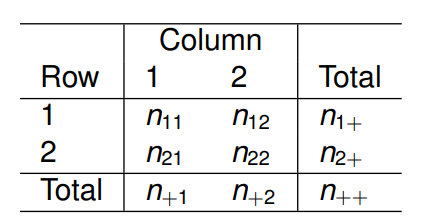 Column
Row 1 2 Total
1 n11 n12 n1+
2 n21 n22 n2+
Total n+1 n+2 n++